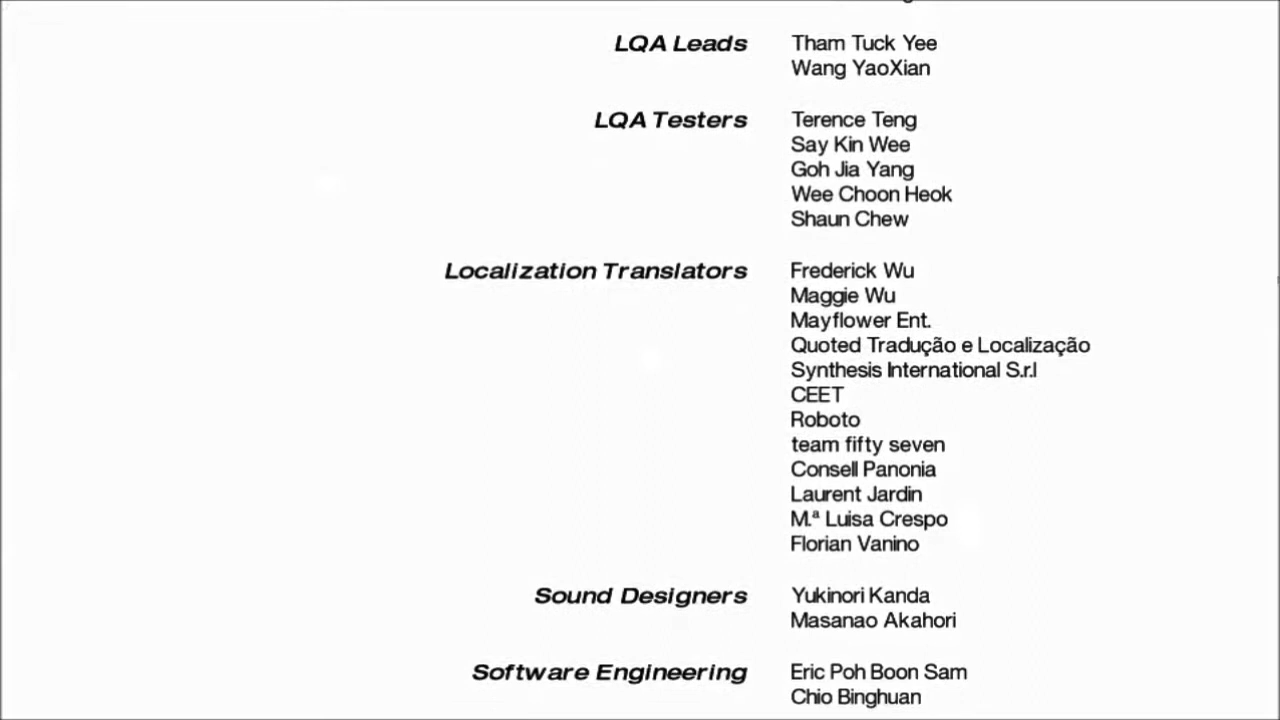 LQA Leads Tham Tuck Yee
Wang YaoXian
LQA Testers Terence Teng
Say Kin Wee
Goh Jia Yang
Wee Choon Heok
Shaun Chew
Localization Translators Frederick Wu
Maggie Wu
Mayflower Ent.
Quoted Tradução e Localização
Synthesis International S.r.l
CEET
Roboto
team fifty seven
Consell Panonia
Laurent Jardin
M.ª Luisa Crespo
Florian Vanino
Sound Designers Yukinori Kanda
Masanao Akahori
Software Engineering Eric Poh Boon Sam
Chio Binghuan